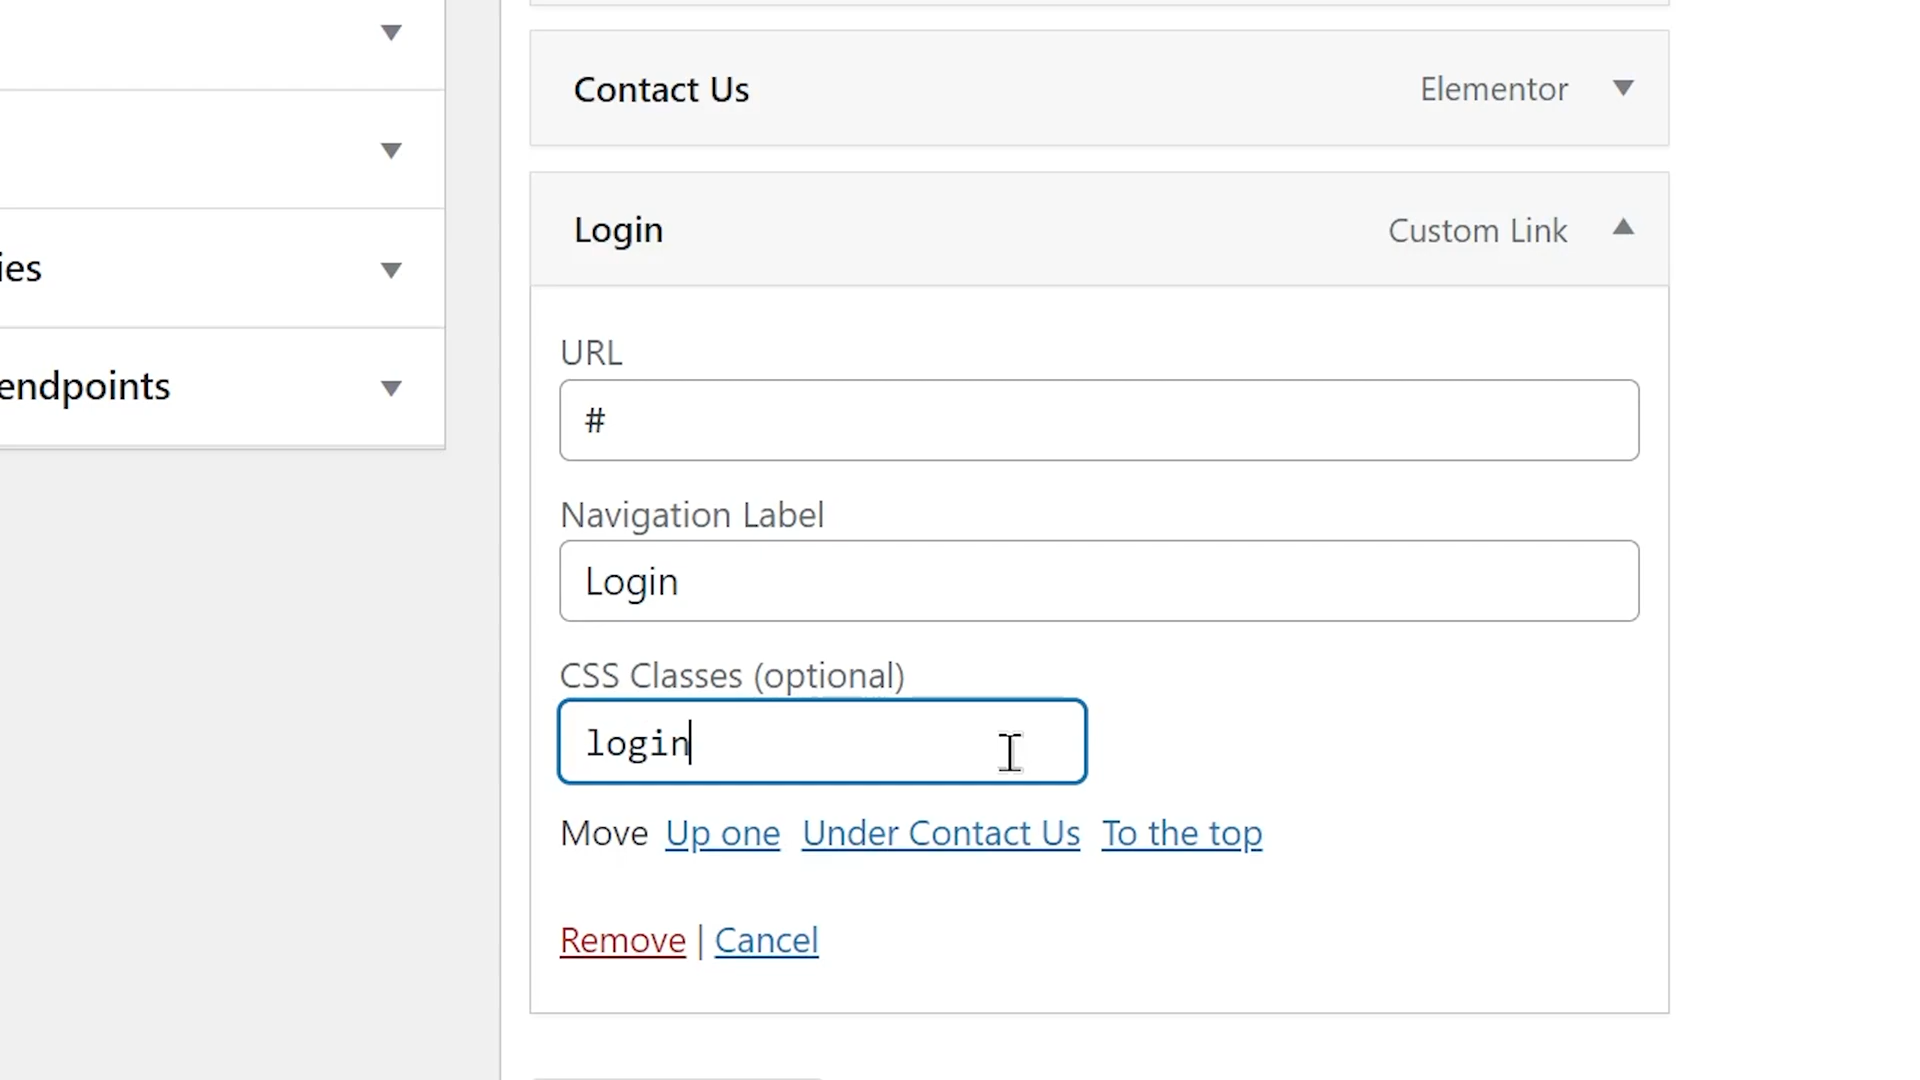 Contact Us Elementor
Login Custom Link
ies
endpoints
URL
#
Navigation Label
Login
CSS Classes (optional)
login
Move Up one Under Contact Us To the top
Remove | Cancel